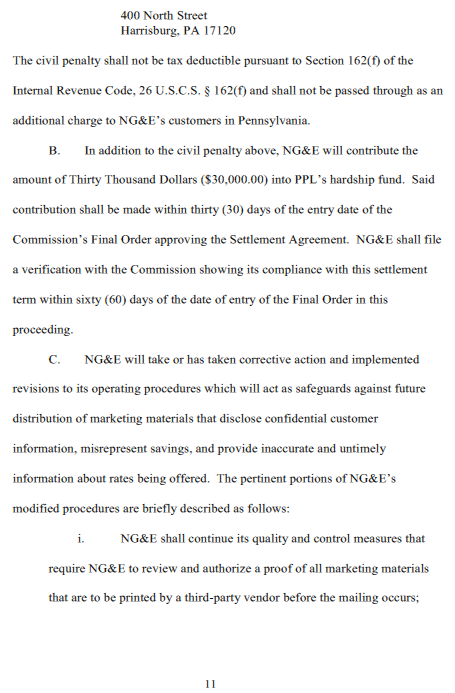 400 North Street
Harrisburg, PA 17120
The civil penalty shall not be tax deductible pursuant to Section 162(f) of the
Internal Revenue Code, 26 U.S.C.S. § 162(f) and shall not be passed through as an
additional charge to NG&E’s customers in Pennsylvania.
B. In addition to the civil penalty above, NG&E will contribute the
amount of Thirty Thousand Dollars ($30,000.00) into PPL’s hardship fund. Said
contribution shall be made within thirty (30) days of the entry date of the
Commission’s Final Order approving the Settlement Agreement. NG&E shall file
a verification with the Commission showing its compliance with this settlement
term within sixty (60) days of the date of entry of the Final Order in this
proceeding.
C. NG&E will take or has taken corrective action and implemented
revisions to its operating procedures which will act as safeguards against future
distribution of marketing materials that disclose confidential customer
information, misrepresent savings, and provide inaccurate and untimely
information about rates being offered. The pertinent portions of NG&E’s
modified procedures are briefly described as follows:
i. NG&E shall continue its quality and control measures that
require NG&E to review and authorize a proof of all marketing materials
that are to be printed by a third-party vendor before the mailing occurs;
11